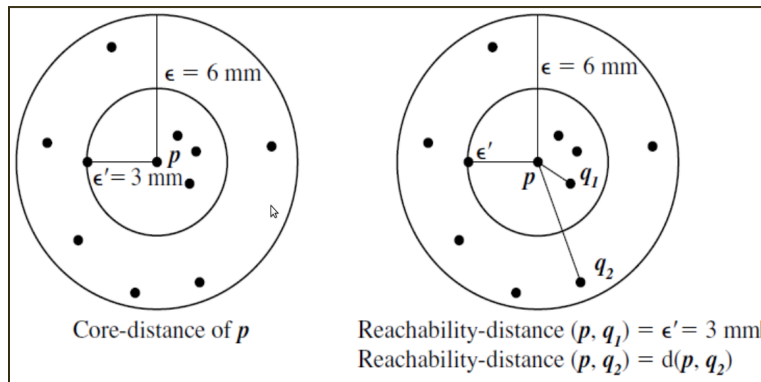 ϵ = 6 mm
p
ϵ′= 3 mm
Core-distance of p
ϵ = 6 mm
ϵ′
p
q₁
q₂
Reachability-distance (p, q₁) = ϵ′= 3 mm
Reachability-distance (p, q₂) = d(p, q₂)